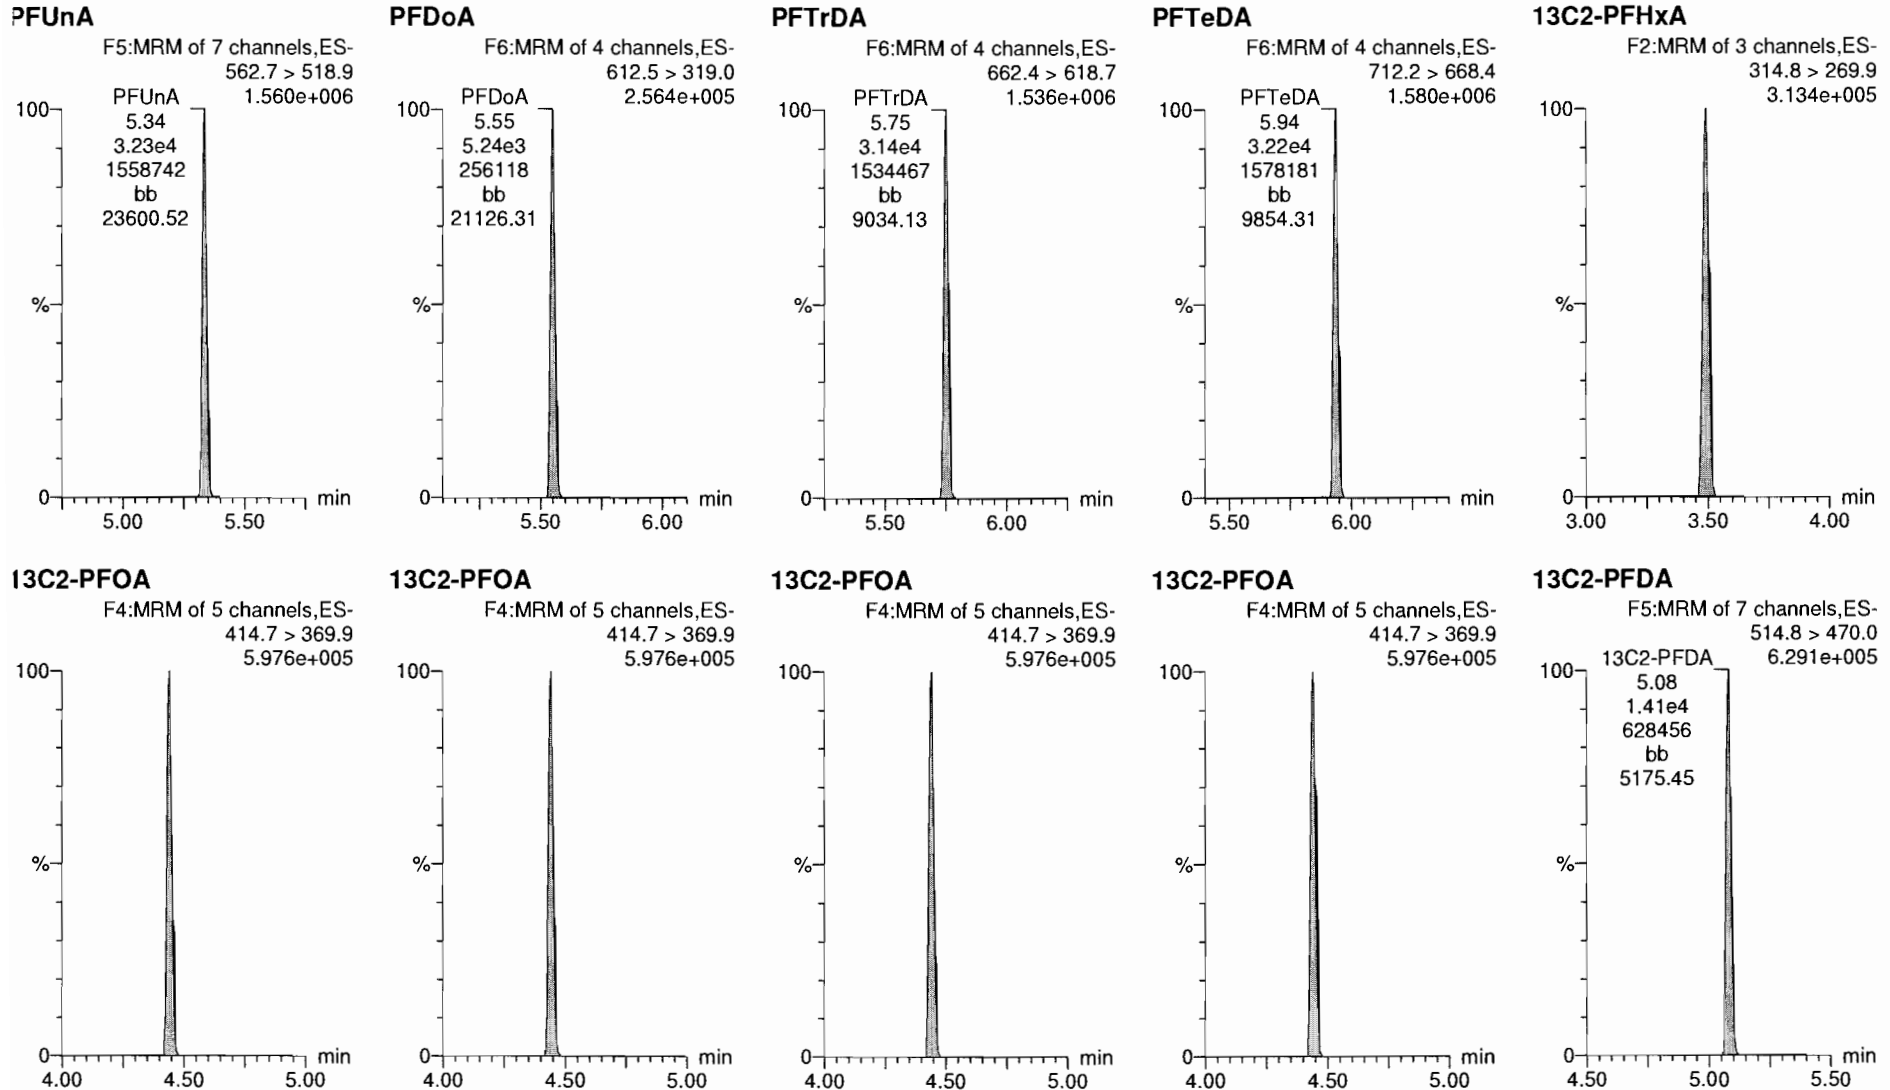 PFUnA
F5:MRM of 7 channels,ES-
562.7 > 518.9
1.560e+006
PFUnA
5.34
3.23e4
1558742
bb
23600.52
100
%
0
5.00
5.50
min
PFDoA
F6:MRM of 4 channels,ES-
612.5 > 319.0
2.564e+005
PFDoA
5.55
5.24e3
256118
bb
21126.31
100
%
0
5.50
6.00
min
PFTrDA
F6:MRM of 4 channels,ES-
662.4 > 618.7
1.536e+006
PFTrDA
5.75
3.14e4
1534467
bb
9034.13
100
%
0
5.50
6.00
min
PFTeDA
F6:MRM of 4 channels,ES-
712.2 > 668.4
1.580e+006
PFTeDA
5.94
3.22e4
1578181
bb
9854.31
100
%
0
5.50
6.00
min
13C2-PFHxA
F2:MRM of 3 channels,ES-
314.8 > 269.9
3.134e+005
100
%
0
3.00
3.50
4.00
min
13C2-PFOA
F4:MRM of 5 channels,ES-
414.7 > 369.9
5.976e+005
100
%
0
4.00
4.50
5.00
min
13C2-PFOA
F4:MRM of 5 channels,ES-
414.7 > 369.9
5.976e+005
100
%
0
4.00
4.50
5.00
min
13C2-PFOA
F4:MRM of 5 channels,ES-
414.7 > 369.9
5.976e+005
100
%
0
4.00
4.50
5.00
min
13C2-PFOA
F4:MRM of 5 channels,ES-
414.7 > 369.9
5.976e+005
100
%
0
4.00
4.50
5.00
min
13C2-PFDA
F5:MRM of 7 channels,ES-
514.8 > 470.0
6.291e+005
13C2-PFDA
5.08
1.41e4
628456
bb
5175.45
100
%
0
4.50
5.00
5.50
min